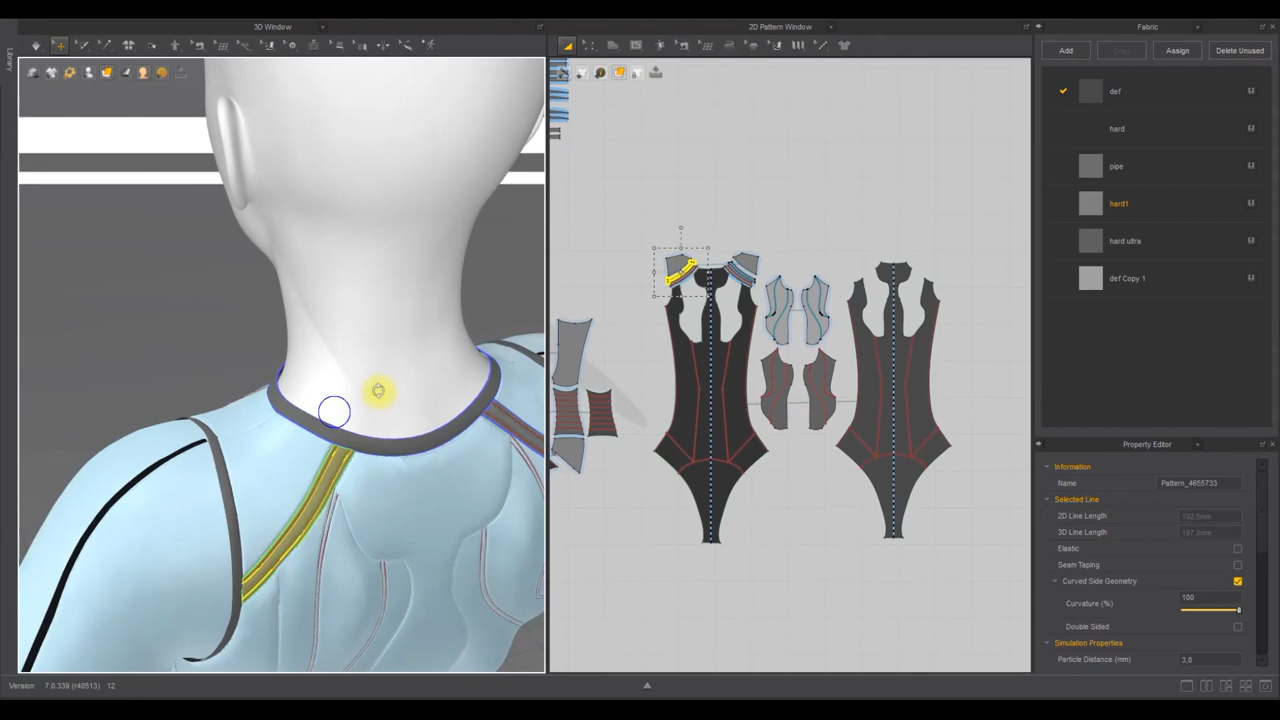 3D Window
2D Pattern Window
Fabric
Library
Add
Assign
Delete Unused
def
hard
pipe
hard1
hard ultra
def Copy 1
Property Editor
Information
Name
Pattern_4655733
Selected Line
2D Line Length
3D Line Length
Elastic
Seam Taping
Curved Side Geometry
Curvature (%)
100
Double Sided
Simulation Properties
Particle Distance (mm)
3,0
Version: 7.0.339 (r40513) 12